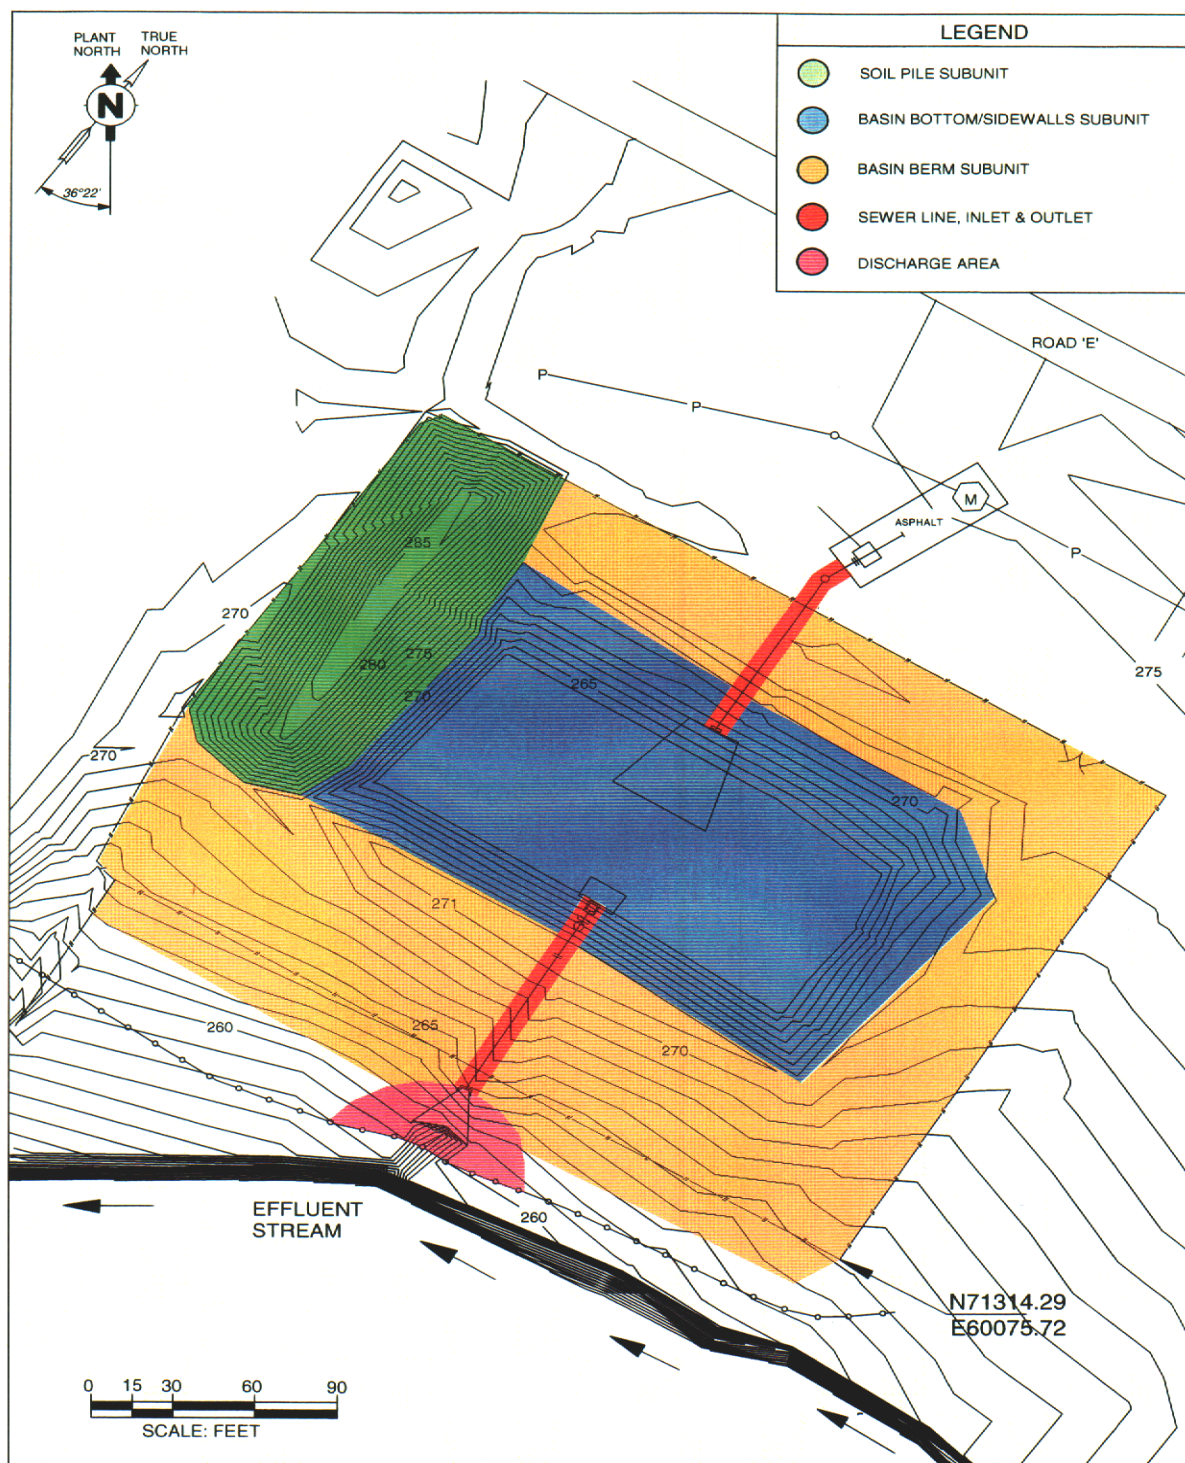 PLANT
NORTH
TRUE
NORTH
N
36°22'
LEGEND
SOIL PILE SUBUNIT
BASIN BOTTOM/SIDEWALLS SUBUNIT
BASIN BERM SUBUNIT
SEWER LINE, INLET & OUTLET
DISCHARGE AREA
ROAD 'E'
P
P
M
ASPHALT
P
285
270
275
280
275
270
265
270
270
271
265
260
270
EFFLUENT
STREAM
260
N71314.29
E60075.72
0 15 30 60 90
SCALE: FEET